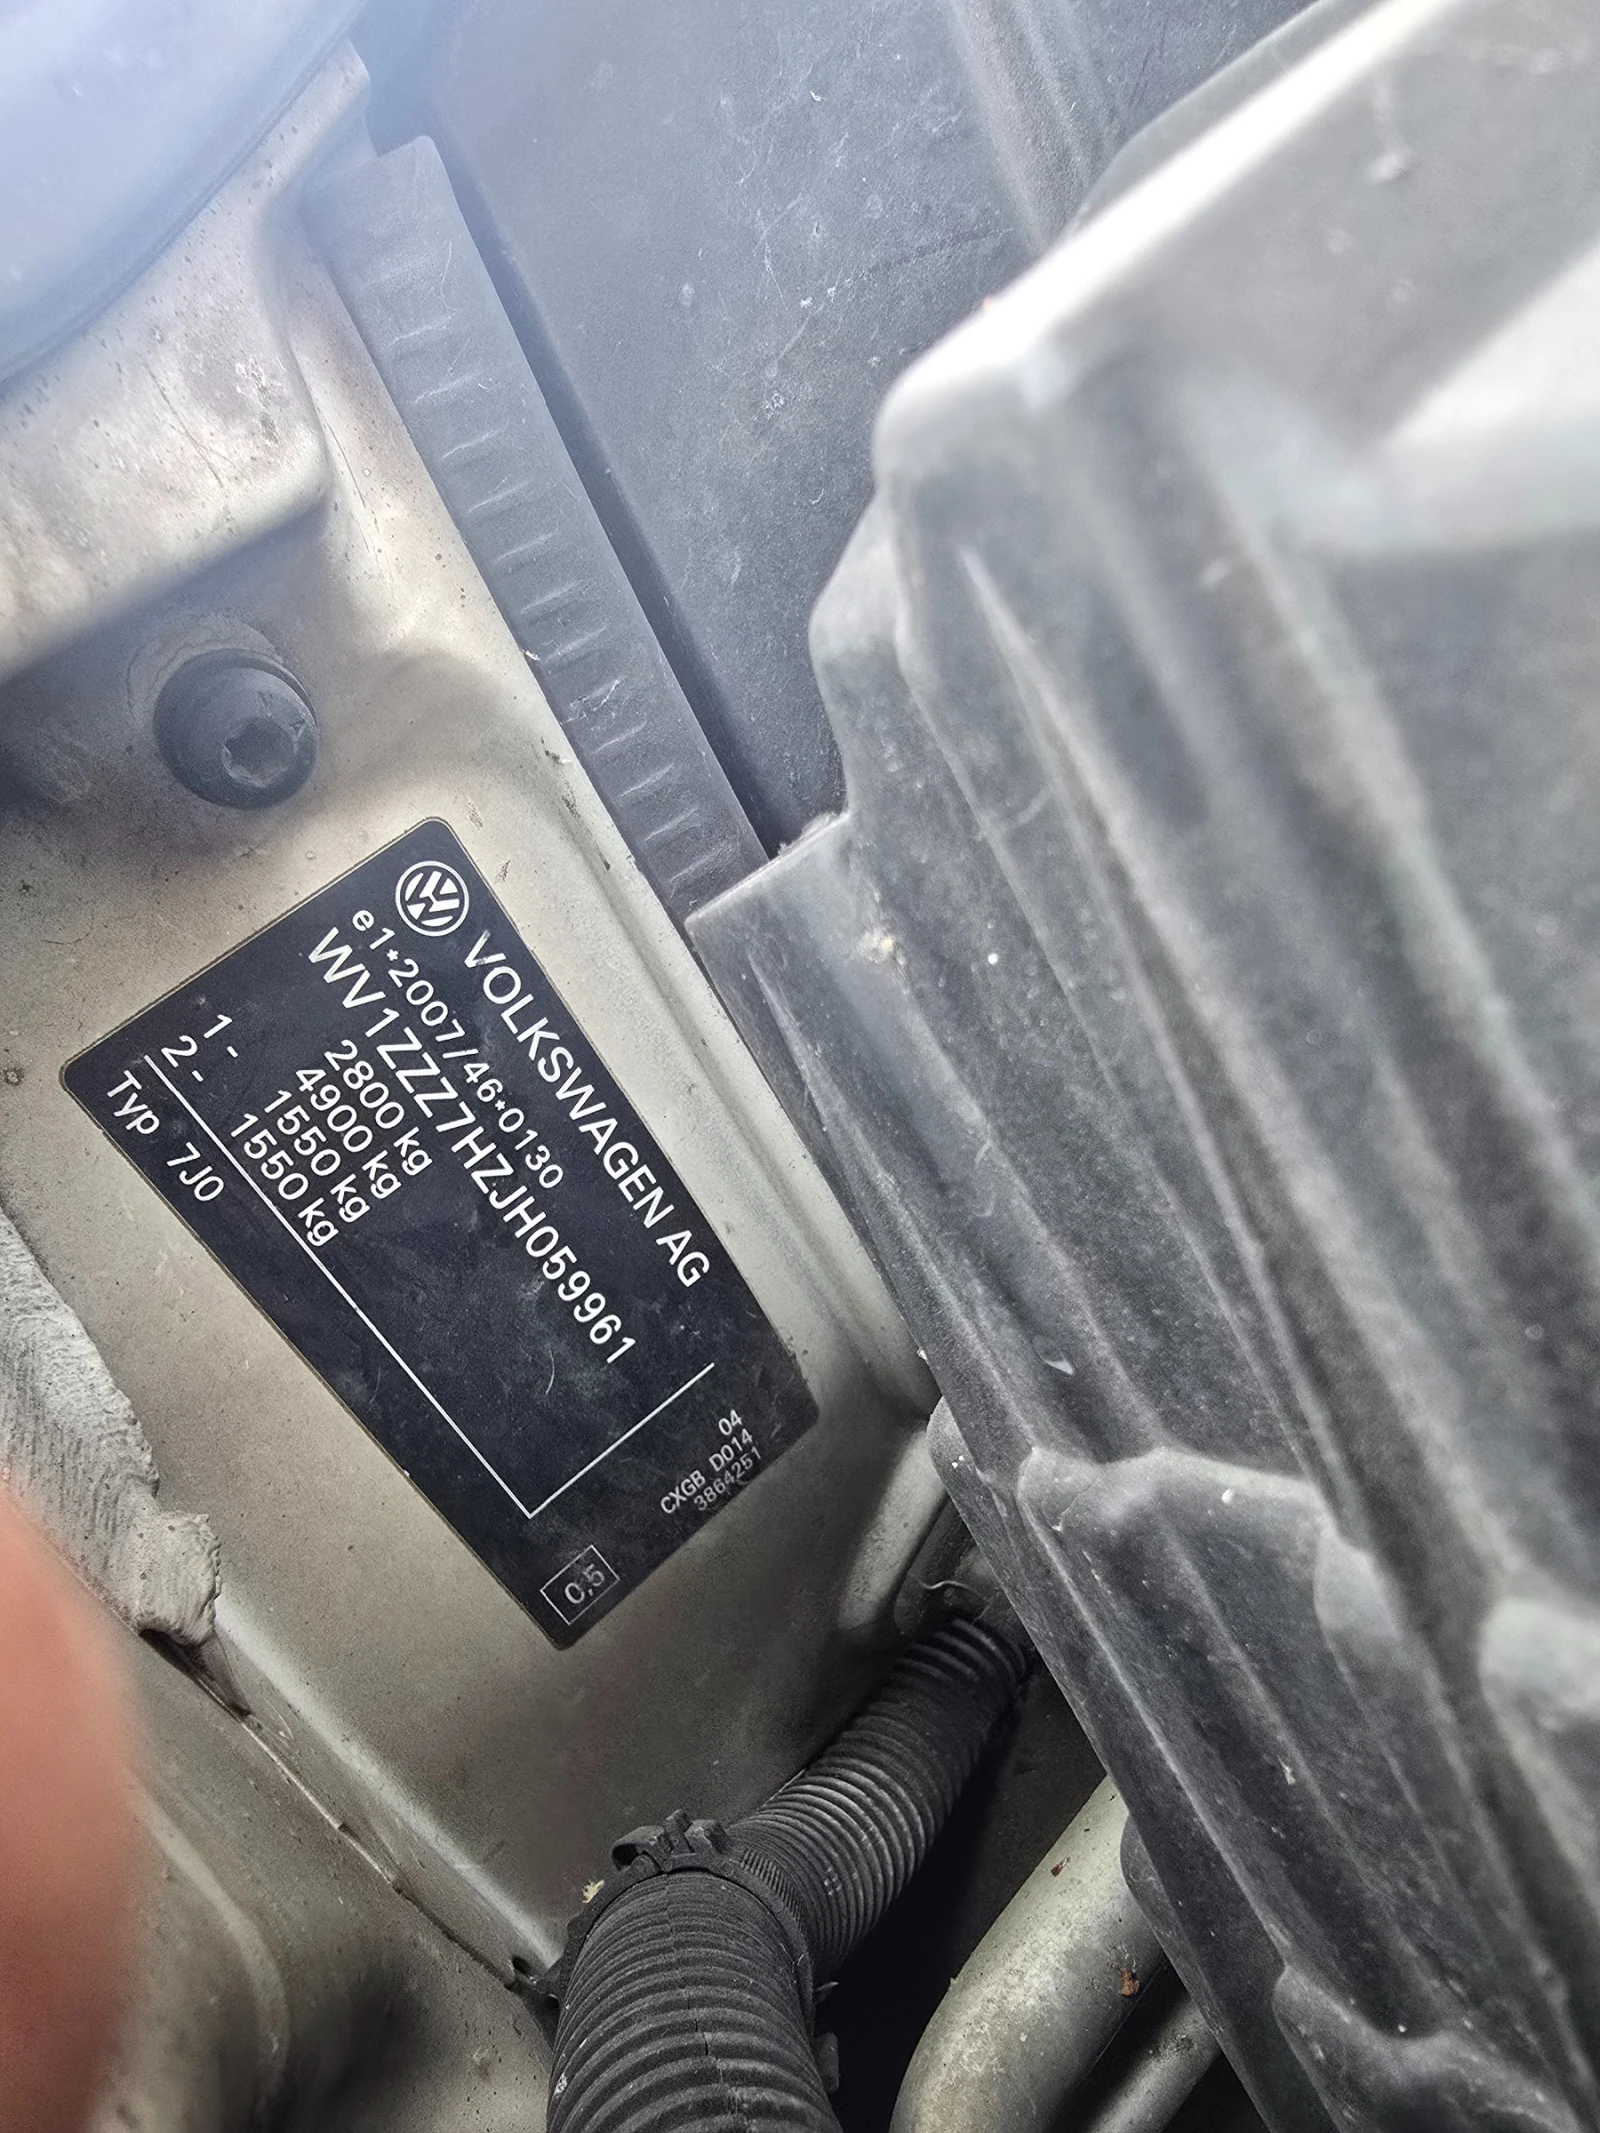 VOLKSWAGEN AG
e1*2007/46*0130
WV1ZZZ7HZJH059961
2800 kg
4900 kg
1 - 1550 kg
2 - 1550 kg
Typ 7J0
04
CXGB D014
3864251
0,5